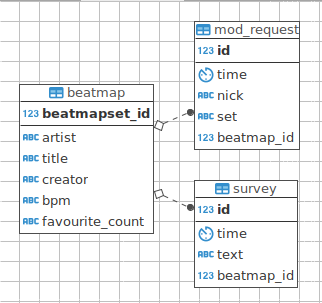 mod_request
123 id
time
ABC nick
ABC set
123 beatmap_id
beatmap
123 beatmapset_id
ABC artist
ABC title
ABC creator
ABC bpm
ABC favourite_count
survey
123 id
time
ABC text
123 beatmap_id